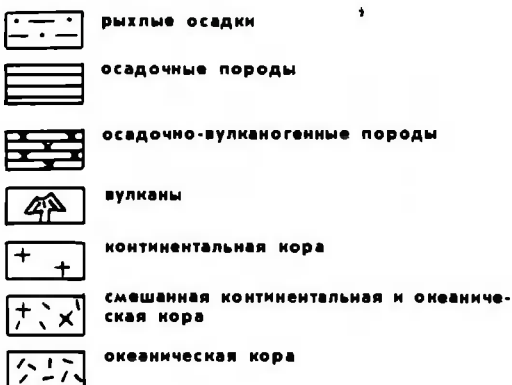 рыхлые осадки
осадочные породы
осадочно-вулканогенные породы
вулканы
континентальная кора
смешанная континентальная и океаниче-
ская кора
океаническая кора